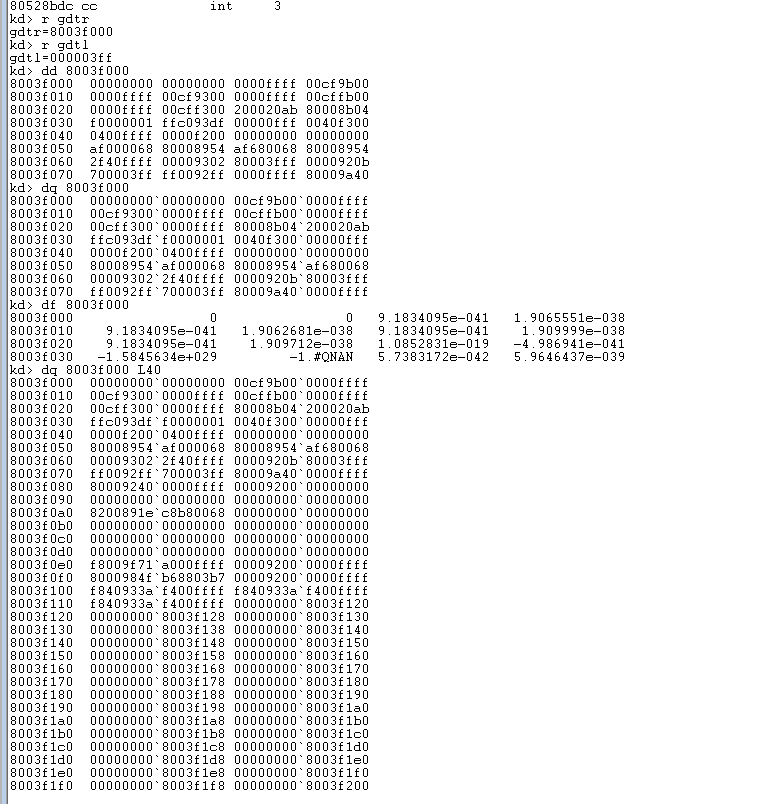 80528bdc cc              int     3
kd> r gdtr
gdtr=8003f000
kd> r gdtl
gdtl=000003ff
kd> dd 8003f000
8003f000  00000000 00000000 0000ffff 00cf9b00
8003f010  0000ffff 00cf9300 0000ffff 00cffb00
8003f020  0000ffff 00cff300 200020ab 80008b04
8003f030  f0000001 ffc093df 00000fff 0040f300
8003f040  0400ffff 0000f200 00000000 00000000
8003f050  af000068 80008954 af680068 80008954
8003f060  2f40ffff 00009302 80003fff 0000920b
8003f070  700003ff ff0092ff 0000ffff 80009a40
kd> dq 8003f000
8003f000  00000000`00000000 00cf9b00`0000ffff
8003f010  00cf9300`0000ffff 00cffb00`0000ffff
8003f020  00cff300`0000ffff 80008b04`200020ab
8003f030  ffc093df`f0000001 0040f300`00000fff
8003f040  0000f200`0400ffff 00000000`00000000
8003f050  80008954`af000068 80008954`af680068
8003f060  00009302`2f40ffff 0000920b`80003fff
8003f070  ff0092ff`700003ff 80009a40`0000ffff
kd> df 8003f000
8003f000                0                0   9.1834095e-041   1.9065551e-038
8003f010   9.1834095e-041   1.9062681e-038   9.1834095e-041    1.909999e-038
8003f020   9.1834095e-041    1.909712e-038   1.0852831e-019   -4.986941e-041
8003f030  -1.5845634e+029         -1.#QNAN   5.7383172e-042   5.9646437e-039
kd> dq 8003f000 L40
8003f000  00000000`00000000 00cf9b00`0000ffff
8003f010  00cf9300`0000ffff 00cffb00`0000ffff
8003f020  00cff300`0000ffff 80008b04`200020ab
8003f030  ffc093df`f0000001 0040f300`00000fff
8003f040  0000f200`0400ffff 00000000`00000000
8003f050  80008954`af000068 80008954`af680068
8003f060  00009302`2f40ffff 0000920b`80003fff
8003f070  ff0092ff`700003ff 80009a40`0000ffff
8003f080  80009240`0000ffff 00009200`00000000
8003f090  00000000`00000000 00000000`00000000
8003f0a0  8200891e`c8b80068 00000000`00000000
8003f0b0  00000000`00000000 00000000`00000000
8003f0c0  00000000`00000000 00000000`00000000
8003f0d0  00000000`00000000 00000000`00000000
8003f0e0  f8009f71`a000ffff 00009200`0000ffff
8003f0f0  8000984f`b68803b7 00009200`0000ffff
8003f100  f840933a`f400ffff f840933a`f400ffff
8003f110  f840933a`f400ffff 00000000`8003f120
8003f120  00000000`8003f128 00000000`8003f130
8003f130  00000000`8003f138 00000000`8003f140
8003f140  00000000`8003f148 00000000`8003f150
8003f150  00000000`8003f158 00000000`8003f160
8003f160  00000000`8003f168 00000000`8003f170
8003f170  00000000`8003f178 00000000`8003f180
8003f180  00000000`8003f188 00000000`8003f190
8003f190  00000000`8003f198 00000000`8003f1a0
8003f1a0  00000000`8003f1a8 00000000`8003f1b0
8003f1b0  00000000`8003f1b8 00000000`8003f1c0
8003f1c0  00000000`8003f1c8 00000000`8003f1d0
8003f1d0  00000000`8003f1d8 00000000`8003f1e0
8003f1e0  00000000`8003f1e8 00000000`8003f1f0
8003f1f0  00000000`8003f1f8 00000000`8003f200